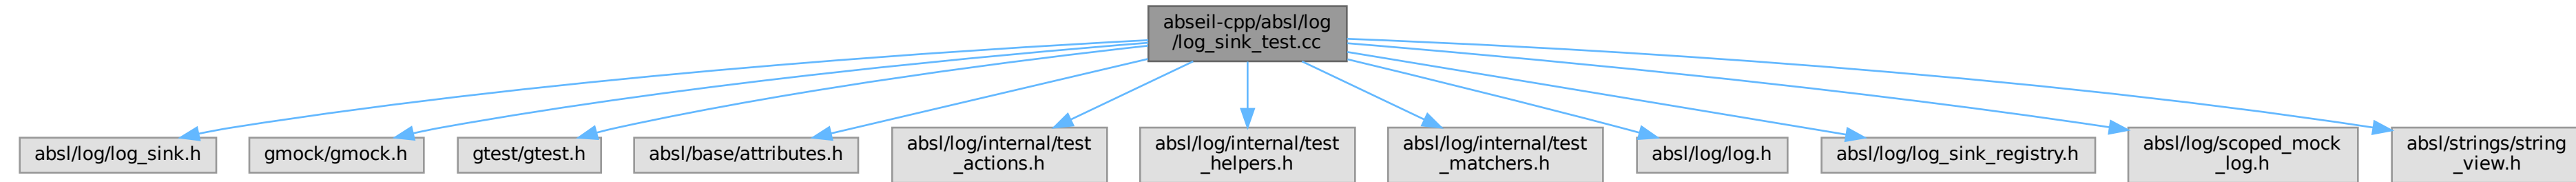 abseil-cpp/absl/log
/log_sink_test.cc
absl/log/log_sink.h
gmock/gmock.h
gtest/gtest.h
absl/base/attributes.h
absl/log/internal/test
_actions.h
absl/log/internal/test
_helpers.h
absl/log/internal/test
_matchers.h
absl/log/log.h
absl/log/log_sink_registry.h
absl/log/scoped_mock
_log.h
absl/strings/string
_view.h